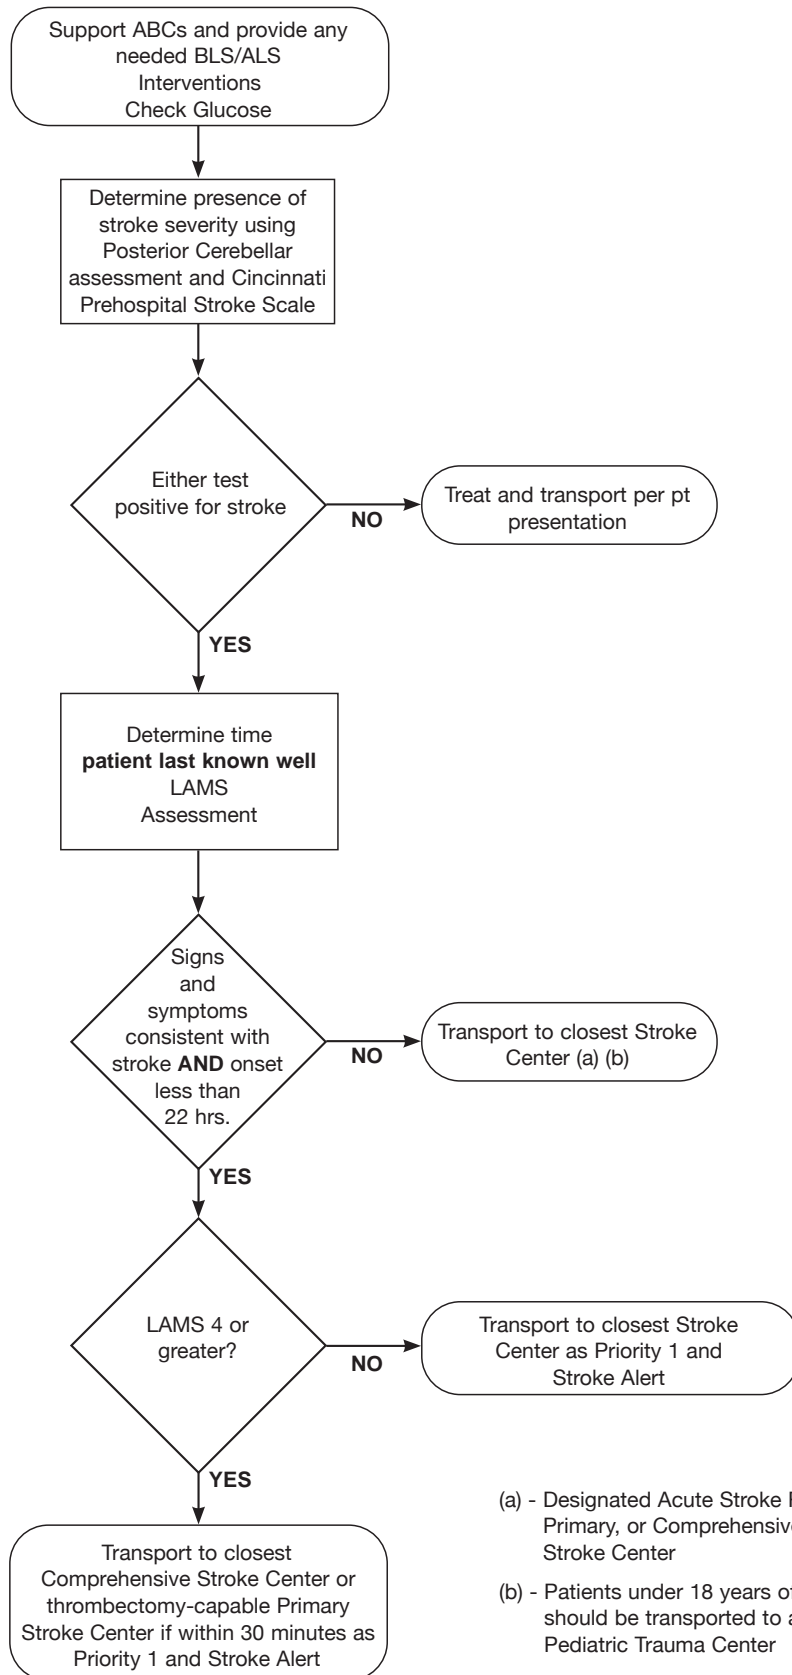 Support ABCs and provide any
needed BLS/ALS
Interventions
Check Glucose
Determine presence of
stroke severity using
Posterior Cerebellar
assessment and Cincinnati
Prehospital Stroke Scale
Either test
positive for stroke
NO
Treat and transport per pt
presentation
YES
Determine time
patient last known well
LAMS
Assessment
Signs
and
symptoms
consistent with
stroke AND onset
less than
22 hrs.
NO
Transport to closest Stroke
Center (a) (b)
YES
LAMS 4 or
greater?
NO
Transport to closest Stroke
Center as Priority 1 and
Stroke Alert
YES
Transport to closest
Comprehensive Stroke Center or
thrombectomy-capable Primary
Stroke Center if within 30 minutes as
Priority 1 and Stroke Alert
(a) - Designated Acute Stroke
Primary, or Comprehensive
Stroke Center
(b) - Patients under 18 years of
should be transported to a
Pediatric Trauma Center